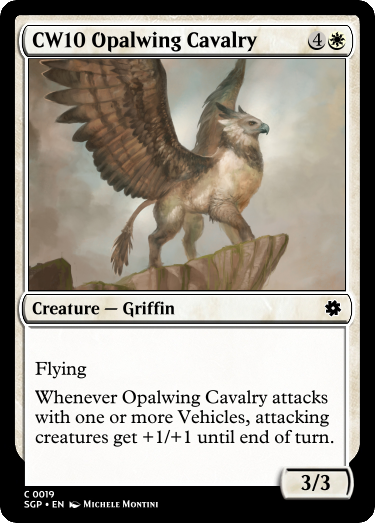 CW10 Opalwing Cavalry 4
Creature — Griffin
Flying
Whenever Opalwing Cavalry attacks
with one or more Vehicles, attacking
creatures get +1/+1 until end of turn.
3/3
C 0019
SGP • EN Michele Montini